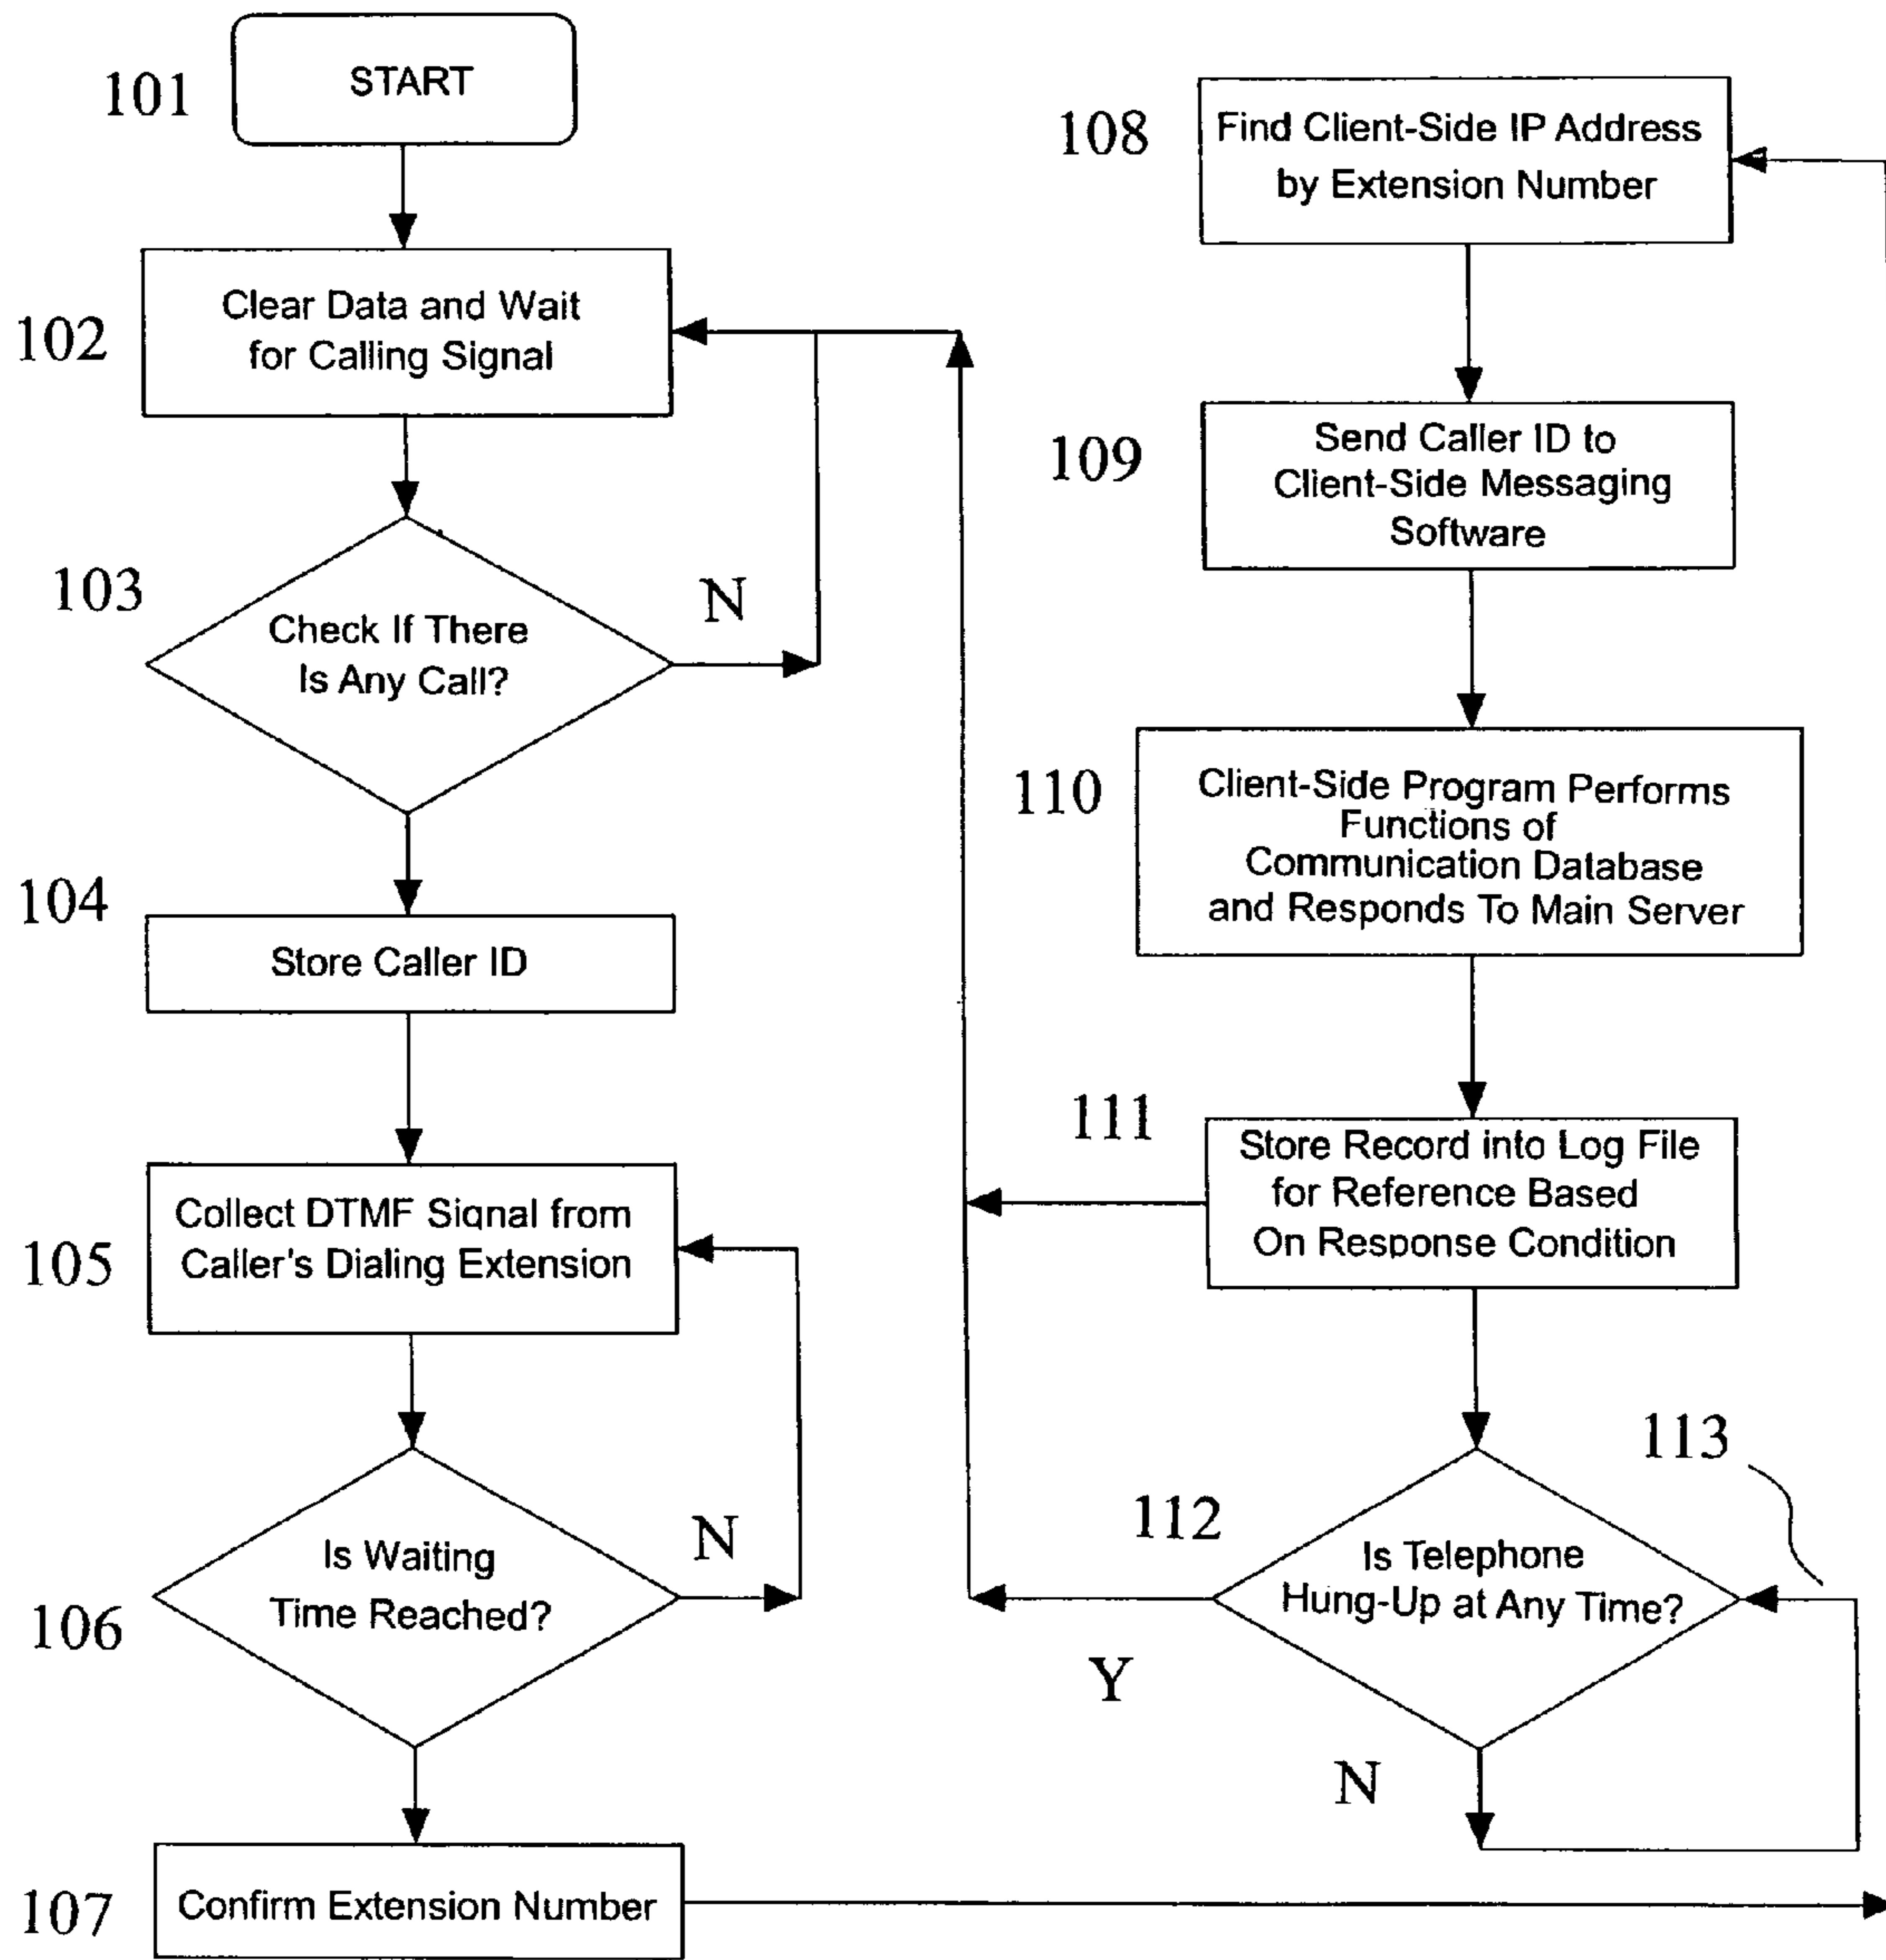 101
START
102
Clear Data and Wait
for Calling Signal
103
Check If There
Is Any Call?
N
104
Store Caller ID
105
Collect DTMF Signal from
Caller's Dialing Extension
106
Is Waiting
Time Reached?
N
107
Confirm Extension Number
108
Find Client-Side IP Address
by Extension Number
109
Send Caller ID to
Client-Side Messaging
Software
110
Client-Side Program Performs
Functions of
Communication Database
and Responds To Main Server
111
Store Record into Log File
for Reference Based
On Response Condition
112
Is Telephone
Hung-Up at Any Time?
113
Y
N